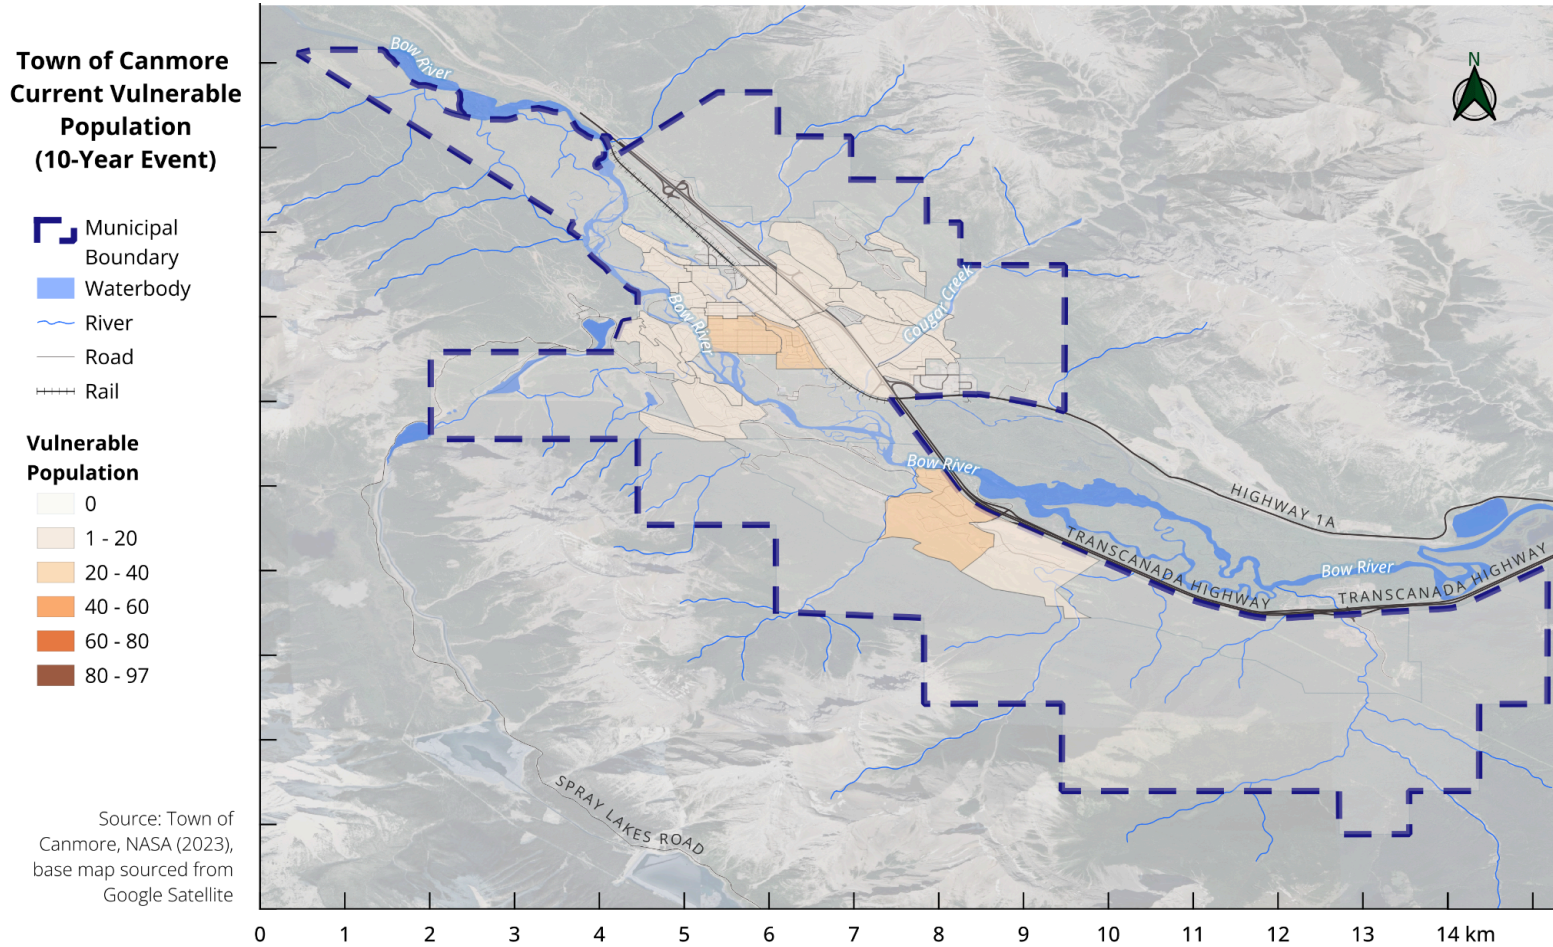 Town of Canmore
Current Vulnerable
Population
(10-Year Event)
Municipal
Boundary
Waterbody
River
Road
Rail
Vulnerable
Population
0
1 - 20
20 - 40
40 - 60
60 - 80
80 - 97
Source: Town of
Canmore, NASA (2023),
base map sourced from
Google Satellite
N
Bow River
Bow River
Cougar Creek
Bow River
HIGHWAY 1A
TRANSCANADA HIGHWAY
Bow River
TRANSCANADA HIGHWAY
SPRAY LAKES ROAD
0 1 2 3 4 5 6 7 8 9 10 11 12 13 14 km